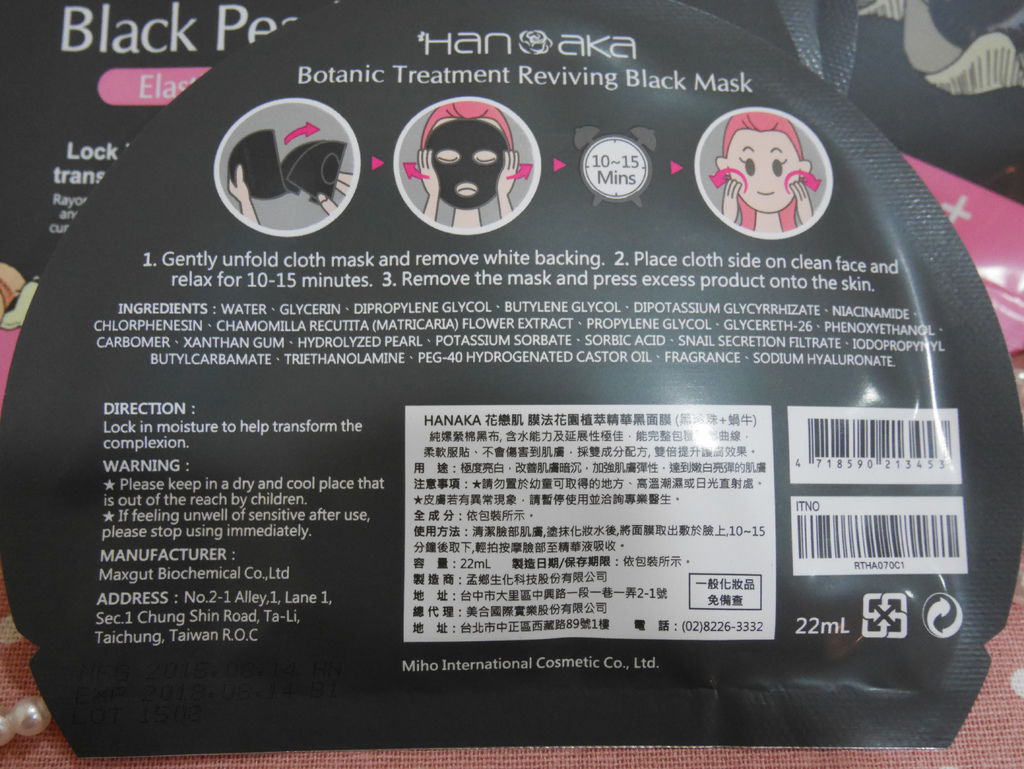 Black Pe
Elas
Lock
trans
Rayo
an
cur
Hanaka
Botanic Treatment Reviving Black Mask
10~15
Mins
1. Gently unfold cloth mask and remove white backing. 2. Place cloth side on clean face and
relax for 10-15 minutes. 3. Remove the mask and press excess product onto the skin.
INGREDIENTS：WATER、GLYCERIN、DIPROPYLENE GLYCOL、BUTYLENE GLYCOL、DIPOTASSIUM GLYCYRRHIZATE、NIACINAMIDE、
CHLORPHENESIN、CHAMOMILLA RECUTITA (MATRICARIA) FLOWER EXTRACT、PROPYLENE GLYCOL、GLYCERETH-26、PHENOXYETHANOL、
CARBOMER、XANTHAN GUM、HYDROLYZED PEARL、POTASSIUM SORBATE、SORBIC ACID、SNAIL SECRETION FILTRATE、IODOPROPYNYL
BUTYLCARBAMATE、TRIETHANOLAMINE、PEG-40 HYDROGENATED CASTOR OIL、FRAGRANCE、SODIUM HYALURONATE.
DIRECTION：
Lock in moisture to help transform the
complexion.
WARNING：
★ Please keep in a dry and cool place that
is out of the reach by children.
★ If feeling unwell of sensitive after use,
please stop using immediately.
MANUFACTURER：
Maxgut Biochemical Co.,Ltd
ADDRESS：No.2-1 Alley,1, Lane 1,
Sec.1 Chung Shin Road, Ta-Li,
Taichung, Taiwan R.O.C
MFG 2015.08.14 HN
EXP 2018.08.14 B1
LOT 1508
HANAKA 花戀肌 膜法花園植萃精華黑面膜 (黑珍珠+蝸牛)
純嫘縈棉黑布, 含水能力及延展性極佳，能完整包覆 曲線，
柔軟服貼、不會傷害到肌膚，採雙成分配方, 雙倍提升 效果。
用　途：極度亮白，改善肌膚暗沉，加強肌膚彈性，達到嫩白亮彈的肌膚
注意事項：★請勿置於幼童可取得的地方、高溫潮濕或日光直射處。
★皮膚若有異常現象，請暫停使用並洽詢專業醫生。
全 成 分：依包裝所示。
使用方法：清潔臉部肌膚,塗抹化妝水後,將面膜取出敷於臉上,10~15
分鐘後取下,輕拍按摩臉部至精華液吸收。
容　量：22mL　製造日期/保存期限：依包裝所示。
製 造 商：孟鄉生化科技股份有限公司
地　址：台中市大里區中興路一段一巷一弄2-1號
總 代 理：美合國際實業股份有限公司
地　址：台北市中正區西藏路89號1樓　電　話：(02)8226-3332
一般化妝品
免備查
4 718590 213453
ITNO
RTHA070C1
22mL
Miho International Cosmetic Co., Ltd.